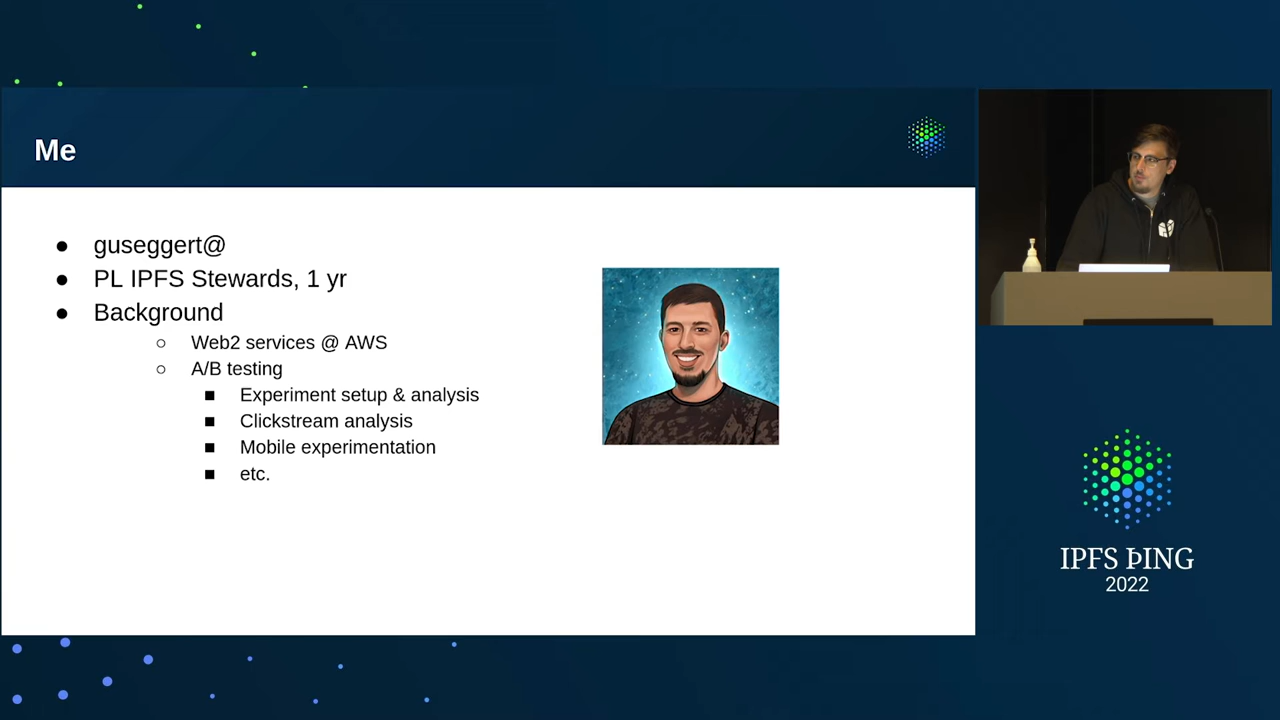 Me
guseggert@
PL IPFS Stewards, 1 yr
Background
Web2 services @ AWS
A/B testing
Experiment setup & analysis
Clickstream analysis
Mobile experimentation
etc.
IPFS ÞING
2022